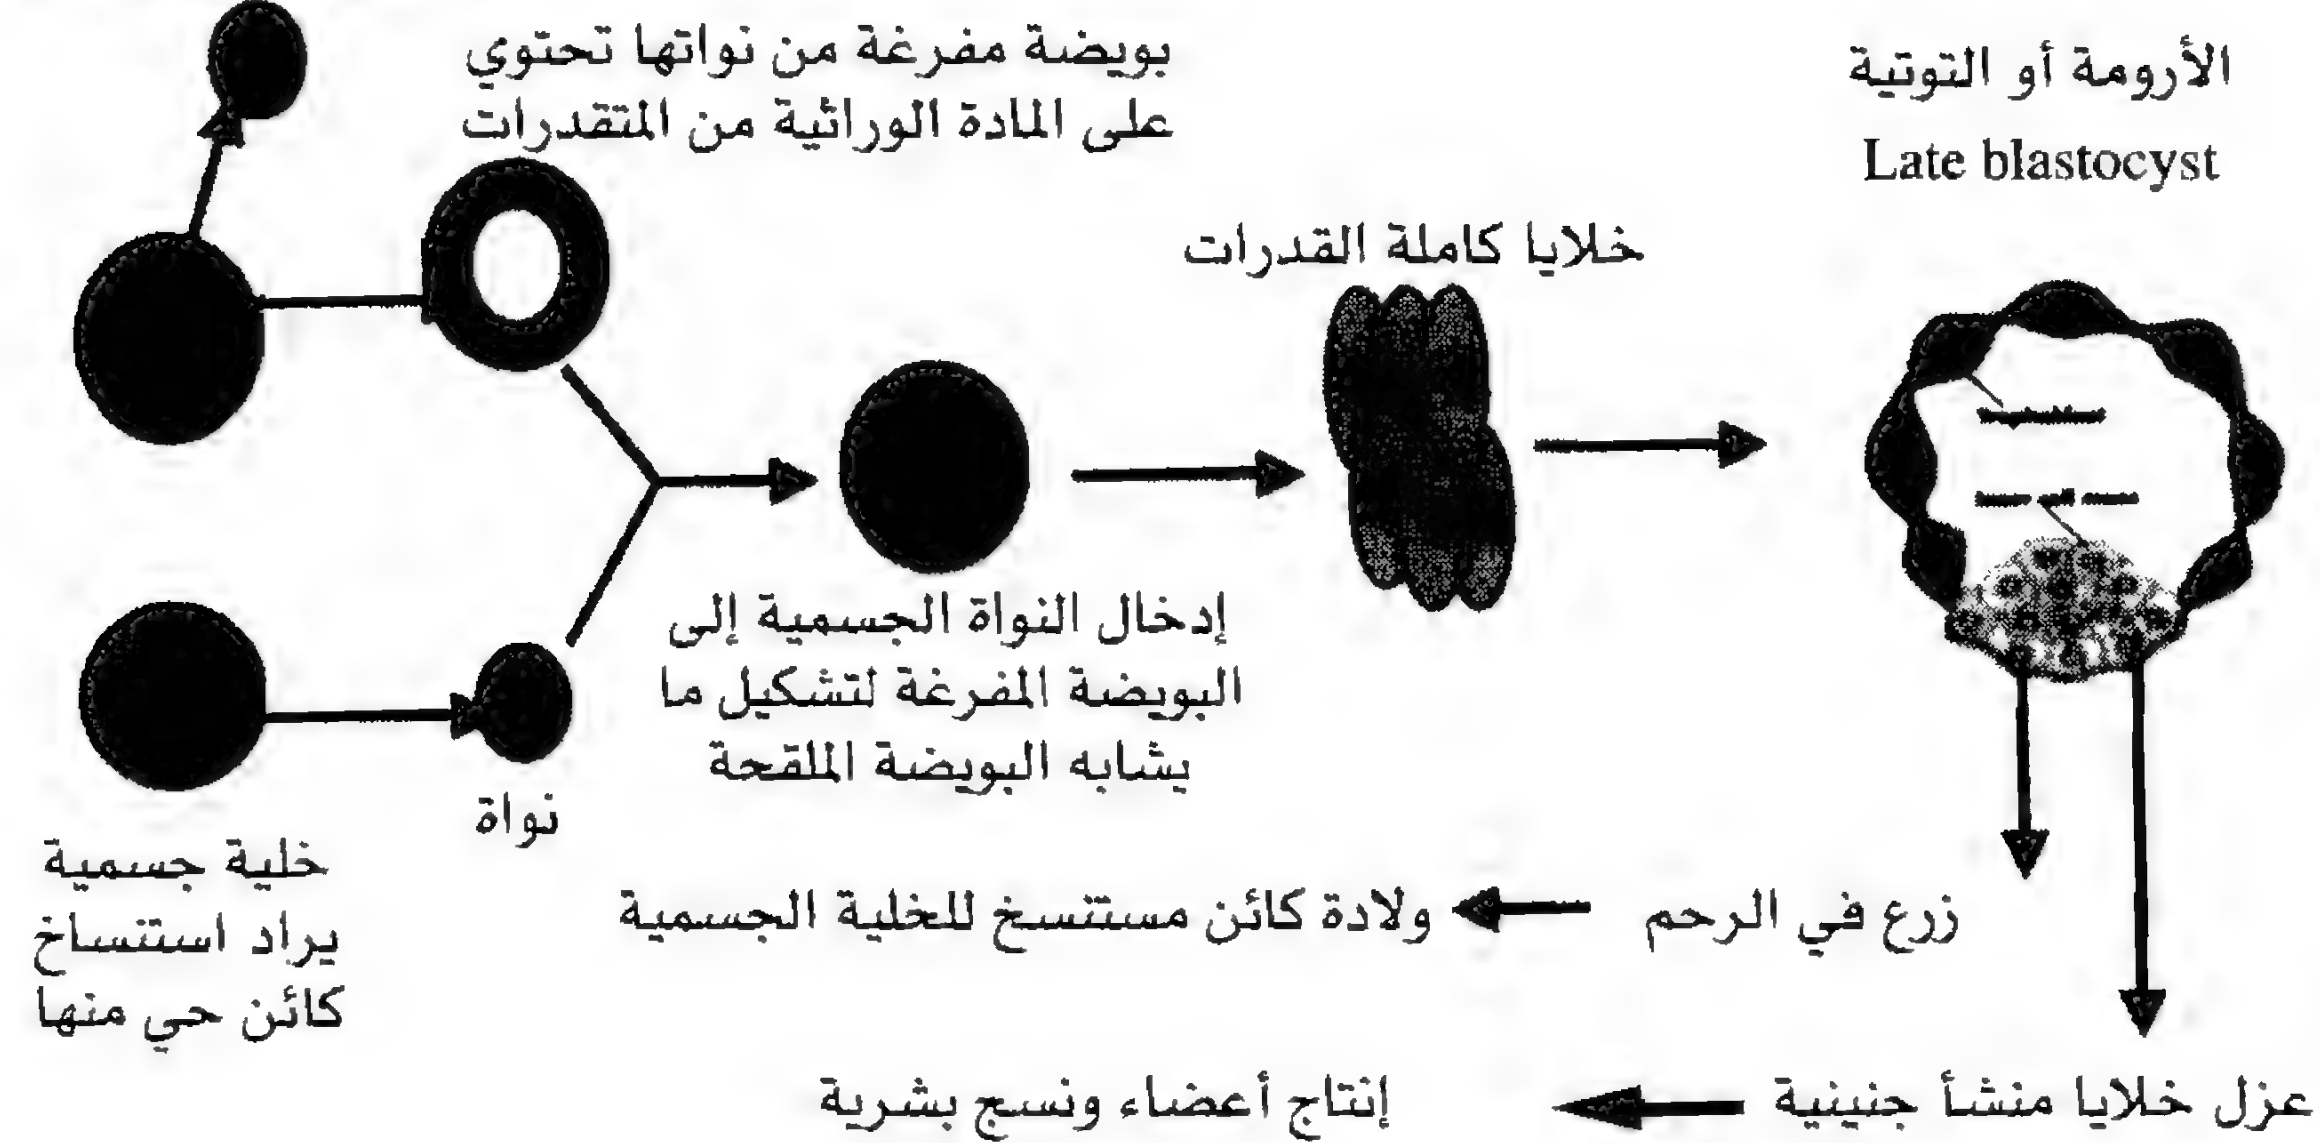 بويضة مفرغة من نواتها تحتوي
على المادة الوراثية من المتقدرات
الأرومة أو التوتية
Late blastocyst
خلايا كاملة القدرات
إدخال النواة الجسمية إلى
البويضة المفرغة لتشكيل ما
يشابه البويضة الملقحة
نواة
خلية جسمية
يراد استنساخ
كائن حي منها
زرع في الرحم
ولادة كائن مستنسخ للخلية الجسمية
عزل خلايا منشأ جنينية
إنتاج أعضاء ونسج بشرية